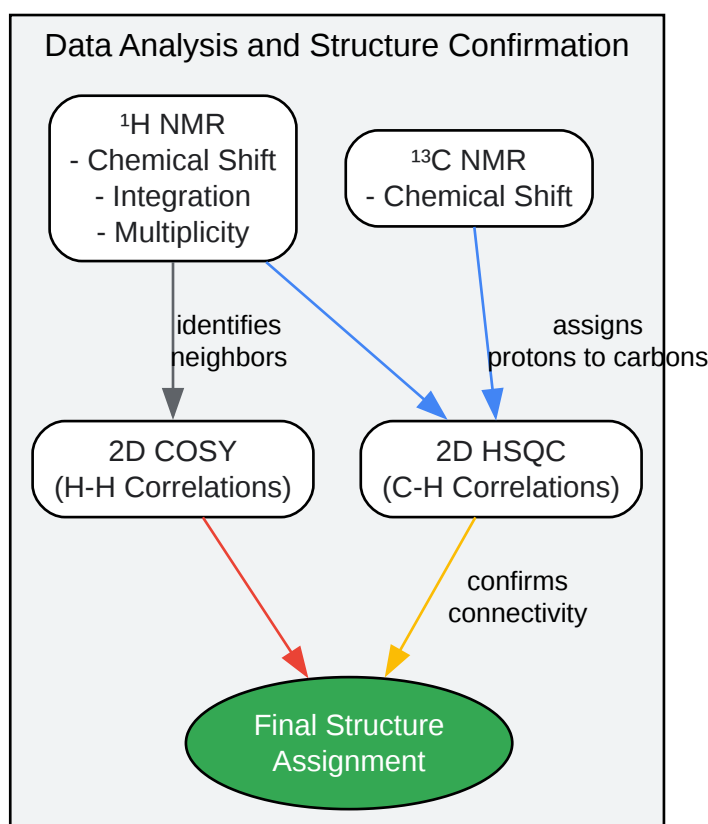 Data Analysis and Structure Confirmation
¹H NMR
- Chemical Shift
- Integration
- Multiplicity
¹³C NMR
- Chemical Shift
identifies
neighbors
assigns
protons to carbons
2D COSY
(H-H Correlations)
2D HSQC
(C-H Correlations)
confirms
connectivity
Final Structure
Assignment